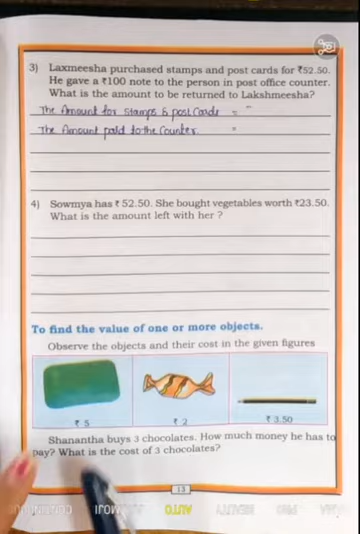 3) Laxmeesha purchased stamps and post cards for ₹52.50.
He gave a ₹100 note to the person in post office counter.
What is the amount to be returned to Lakshmeesha?
The Amount for stamps & post Cards =
The Amount paid to the Counter =
4) Sowmya has ₹ 52.50. She bought vegetables worth ₹23.50.
What is the amount left with her ?
To find the value of one or more objects.
Observe the objects and their cost in the given figures
₹ 5
₹ 2
₹ 3.50
Shanantha buys 3 chocolates. How much money he has to
pay? What is the cost of 3 chocolates?
13
AUTO